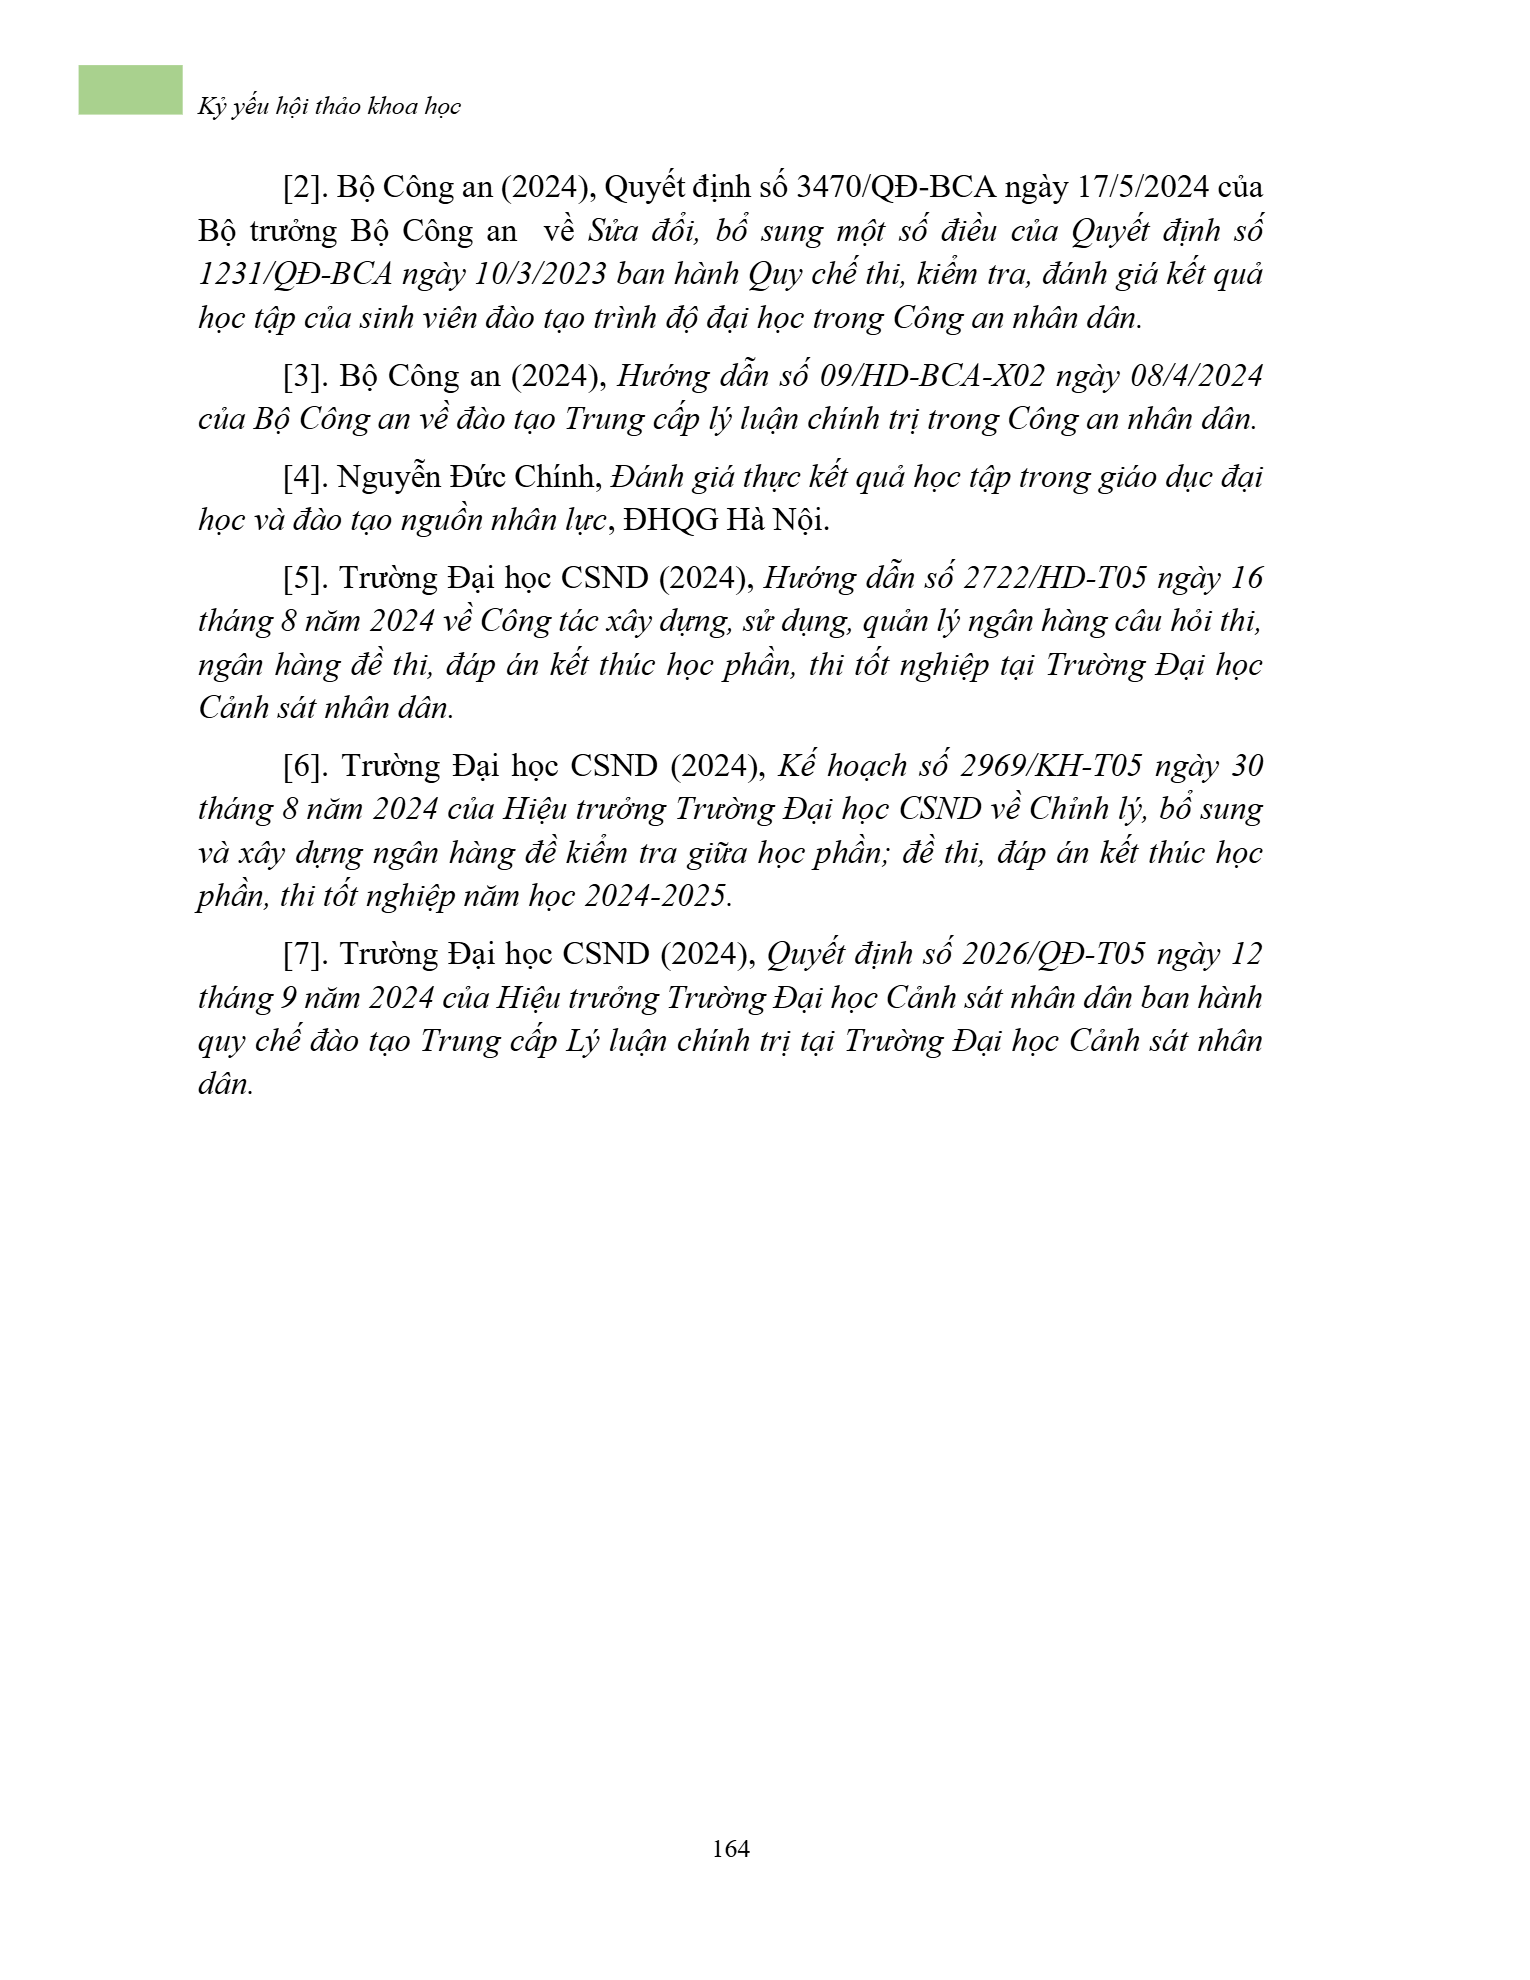 Kỷ yếu hội thảo khoa học
[2]. Bộ Công an (2024), Quyết định số 3470/QĐ-BCA ngày 17/5/2024 của
Bộ trưởng Bộ Công an  về Sửa đổi, bổ sung một số điều của Quyết định số
1231/QĐ-BCA ngày 10/3/2023 ban hành Quy chế thi, kiểm tra, đánh giá kết quả
học tập của sinh viên đào tạo trình độ đại học trong Công an nhân dân.
[3]. Bộ Công an (2024), Hướng dẫn số 09/HD-BCA-X02 ngày 08/4/2024
của Bộ Công an về đào tạo Trung cấp lý luận chính trị trong Công an nhân dân.
[4]. Nguyễn Đức Chính, Đánh giá thực kết quả học tập trong giáo dục đại
học và đào tạo nguồn nhân lực, ĐHQG Hà Nội.
[5]. Trường Đại học CSND (2024), Hướng dẫn số 2722/HD-T05 ngày 16
tháng 8 năm 2024 về Công tác xây dựng, sử dụng, quản lý ngân hàng câu hỏi thi,
ngân hàng đề thi, đáp án kết thúc học phần, thi tốt nghiệp tại Trường Đại học
Cảnh sát nhân dân.
[6]. Trường Đại học CSND (2024), Kế hoạch số 2969/KH-T05 ngày 30
tháng 8 năm 2024 của Hiệu trưởng Trường Đại học CSND về Chỉnh lý, bổ sung
và xây dựng ngân hàng đề kiểm tra giữa học phần; đề thi, đáp án kết thúc học
phần, thi tốt nghiệp năm học 2024-2025.
[7]. Trường Đại học CSND (2024), Quyết định số 2026/QĐ-T05 ngày 12
tháng 9 năm 2024 của Hiệu trưởng Trường Đại học Cảnh sát nhân dân ban hành
quy chế đào tạo Trung cấp Lý luận chính trị tại Trường Đại học Cảnh sát nhân
dân.
164